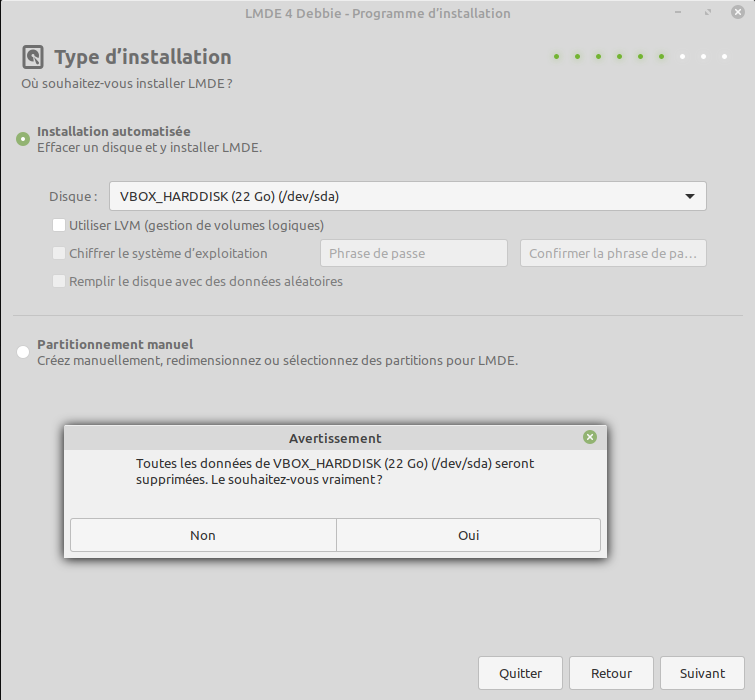 LMDE 4 Debbie - Programme d’installation
Type d’installation
Où souhaitez-vous installer LMDE ?
Installation automatisée
Effacer un disque et y installer LMDE.
Disque : VBOX_HARDDISK (22 Go) (/dev/sda)
Utiliser LVM (gestion de volumes logiques)
Chiffrer le système d’exploitation Phrase de passe Confirmer la phrase de pa…
Remplir le disque avec des données aléatoires
Partitionnement manuel
Créez manuellement, redimensionnez ou sélectionnez des partitions pour LMDE.
Avertissement
Toutes les données de VBOX_HARDDISK (22 Go) (/dev/sda) seront
supprimées. Le souhaitez-vous vraiment ?
Non Oui
Quitter Retour Suivant